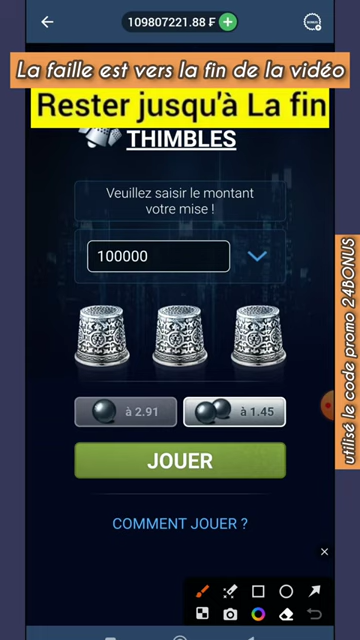 109807221.88 ₣
BONUS
La faille est vers la fin de la vidéo
Rester jusqu'à La fin
THIMBLES
Veuillez saisir le montant
votre mise !
100000
à 2.91
à 1.45
JOUER
COMMENT JOUER ?
utilisé le code promo 24BONUS